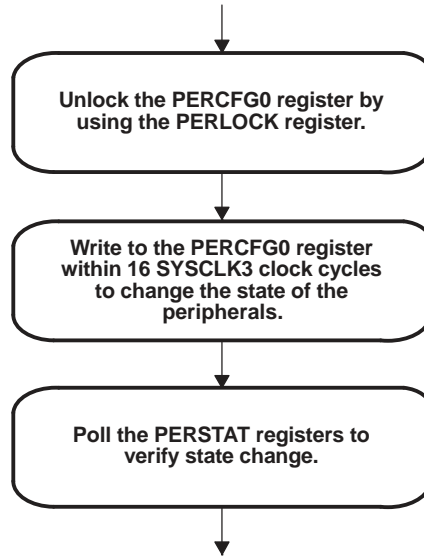 Unlock the PERCFG0 register by
using the PERLOCK register.
Write to the PERCFG0 register
within 16 SYSCLK3 clock cycles
to change the state of the
peripherals.
Poll the PERSTAT registers to
verify state change.